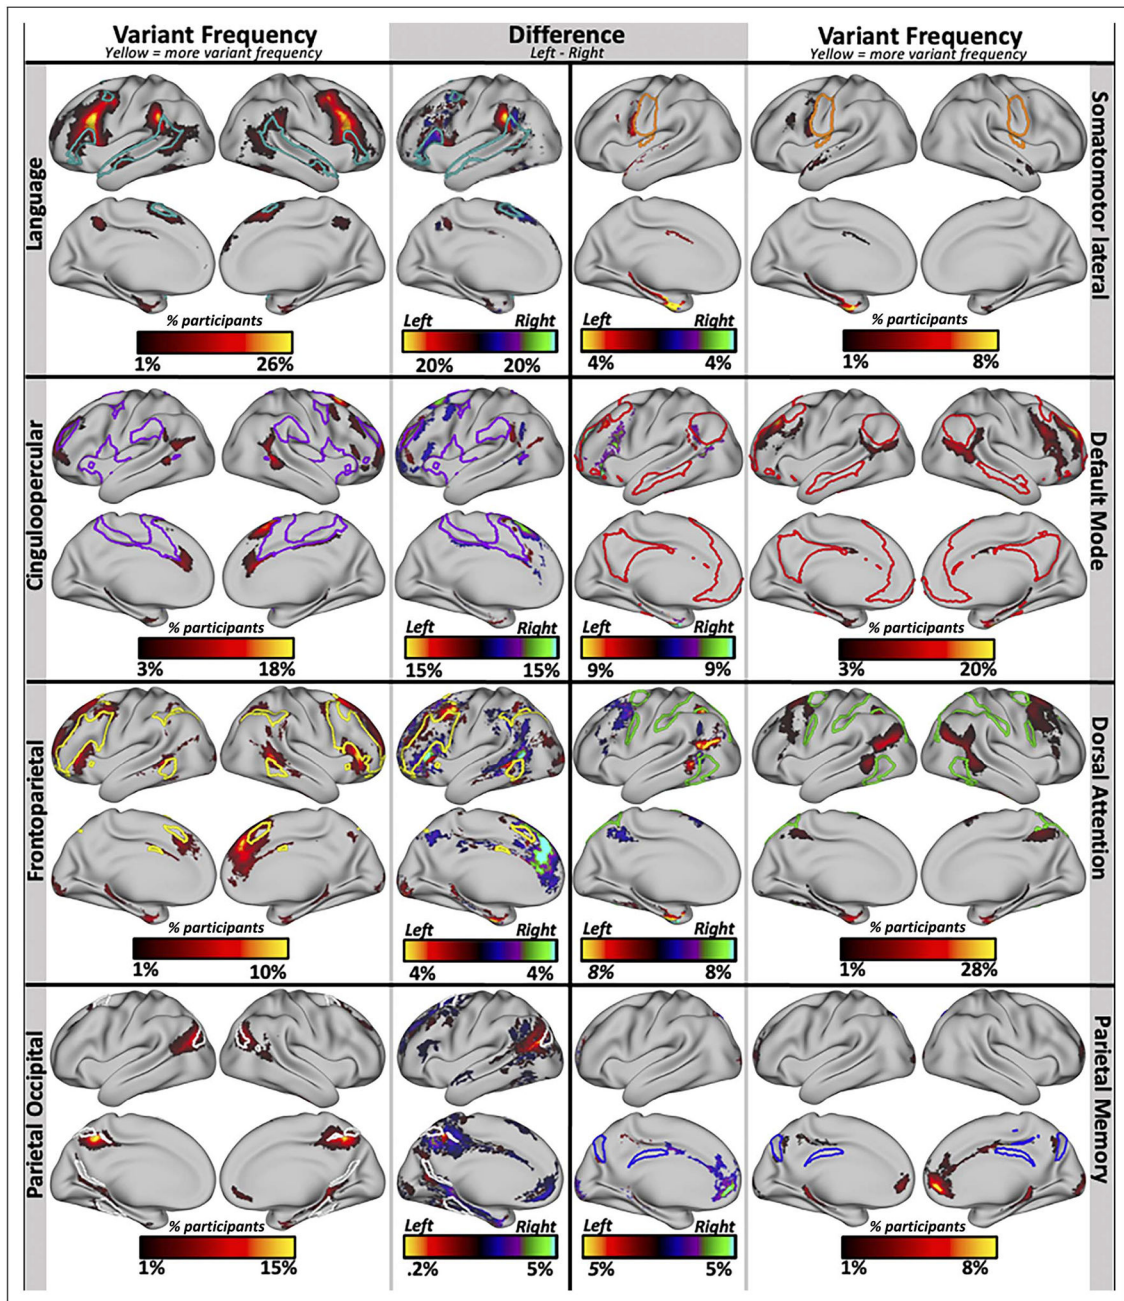 Variant Frequency
Yellow = more variant frequency
Difference
Left - Right
Variant Frequency
Yellow = more variant frequency
Language
% participants
1% 26%
Left Right
20% 20%
Left Right
4% 4%
% participants
1% 8%
Somatomotor lateral
Cinguloopercular
% participants
3% 18%
Left Right
15% 15%
Left Right
9% 9%
% participants
3% 20%
Default Mode
Frontoparietal
% participants
1% 10%
Left Right
4% 4%
Left Right
8% 8%
% participants
1% 28%
Dorsal Attention
Parietal Occipital
% participants
1% 15%
Left Right
.2% 5%
Left Right
5% 5%
% participants
1% 8%
Parietal Memory